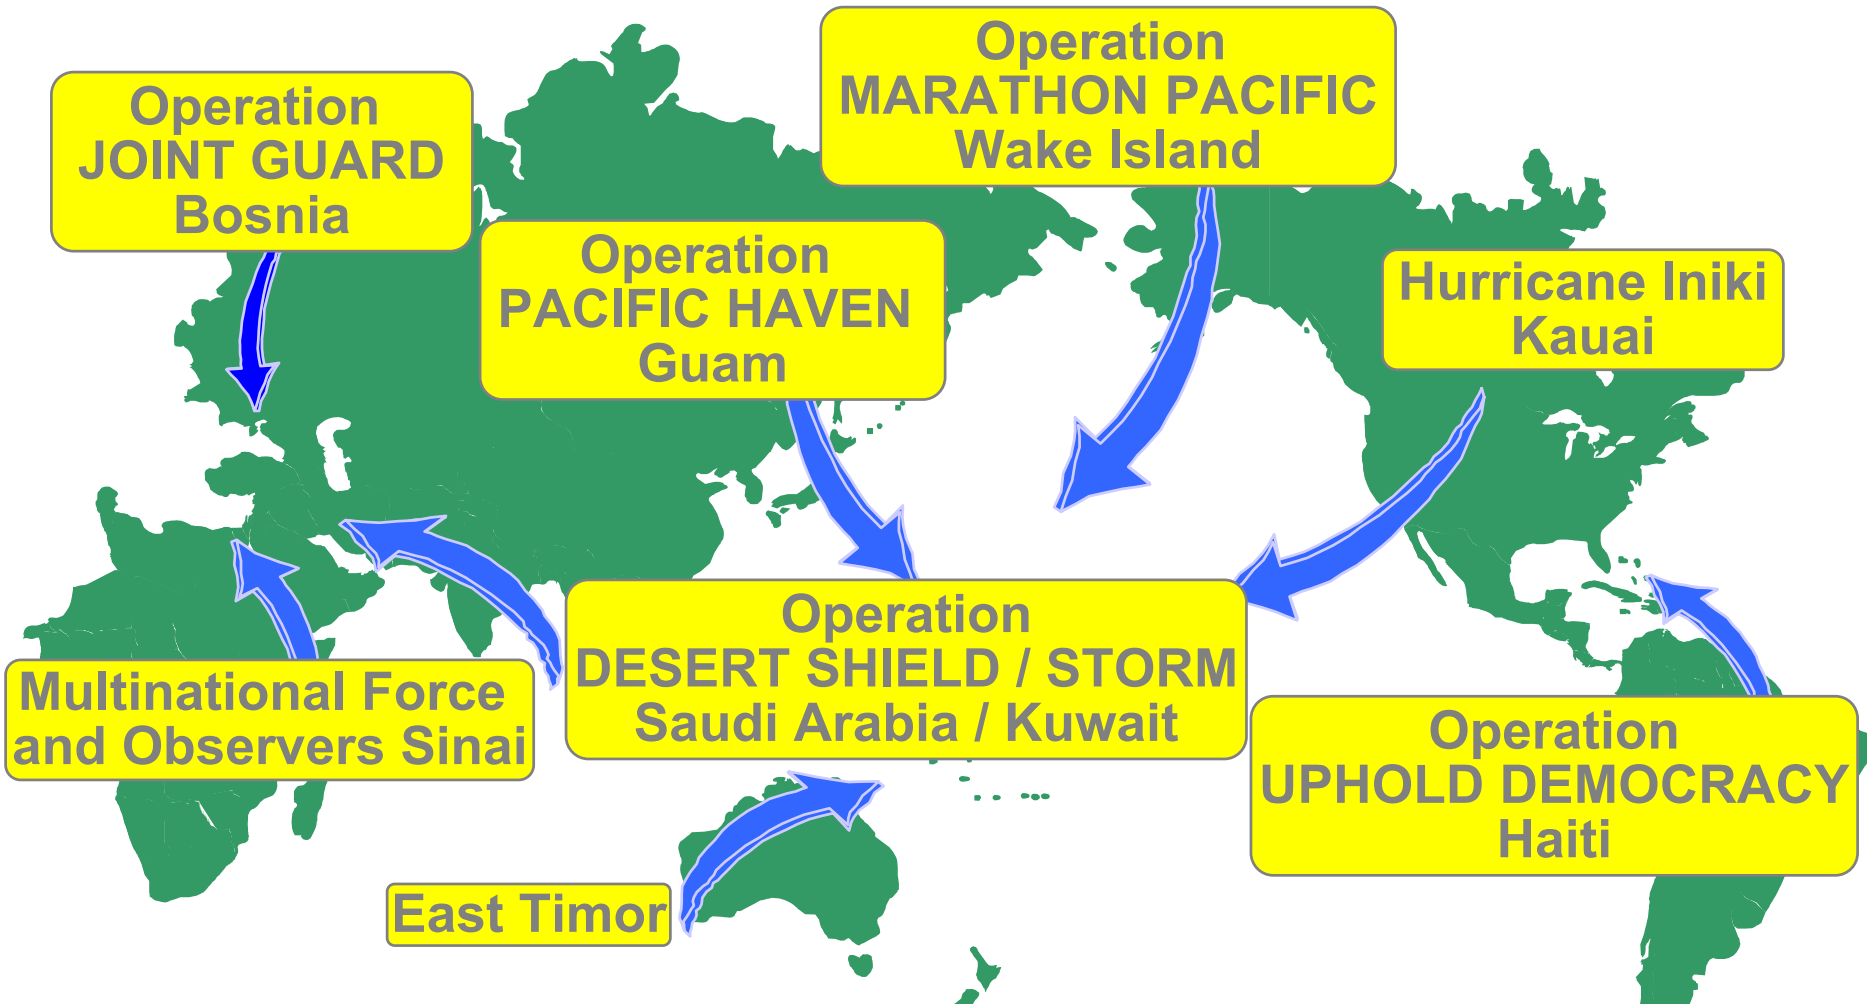 Operation
MARATHON PACIFIC
Wake Island
Operation
JOINT GUARD
Bosnia
Operation
PACIFIC HAVEN
Guam
Hurricane Iniki
Kauai
Operation
DESERT SHIELD / STORM
Saudi Arabia / Kuwait
Multinational Force
and Observers Sinai
Operation
UPHOLD DEMOCRACY
Haiti
East Timor